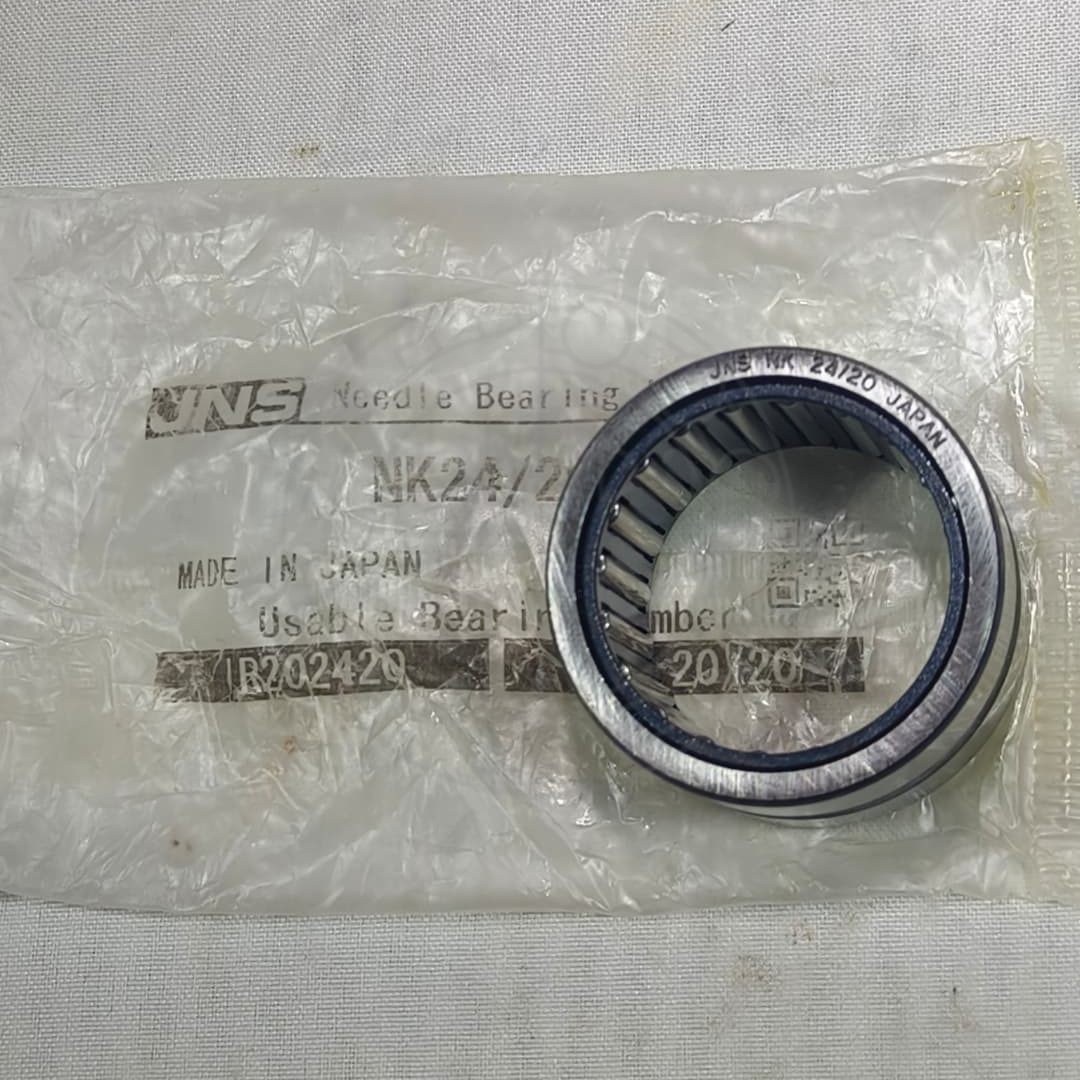 JNS Needle Bearing
NK24/2
MADE IN JAPAN
Usable Bearin mber
IR202420 20/20
JNS NK 24/20 JAPAN